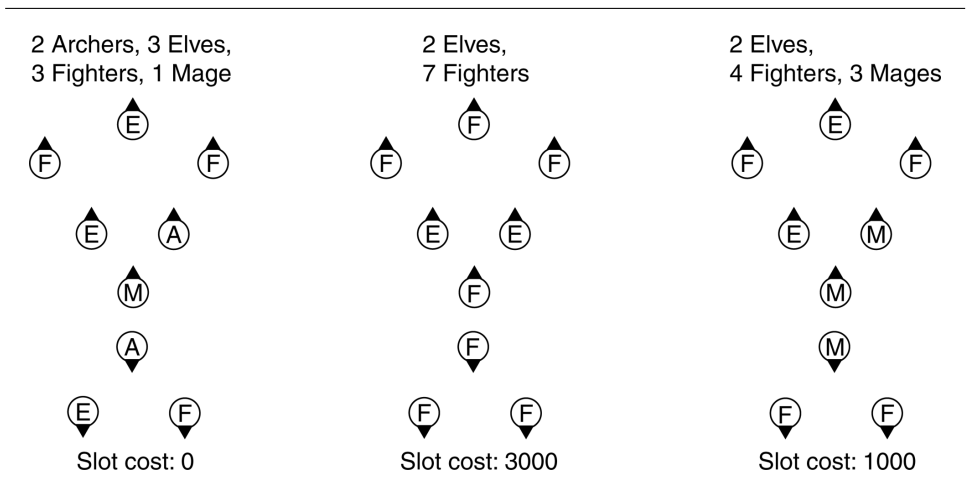 2 Archers, 3 Elves,
3 Fighters, 1 Mage
E
F F
E A
M
A
E F
Slot cost: 0
2 Elves,
7 Fighters
F
F F
E E
F
F
F F
Slot cost: 3000
2 Elves,
4 Fighters, 3 Mages
E
F F
E M
M
M
F F
Slot cost: 1000